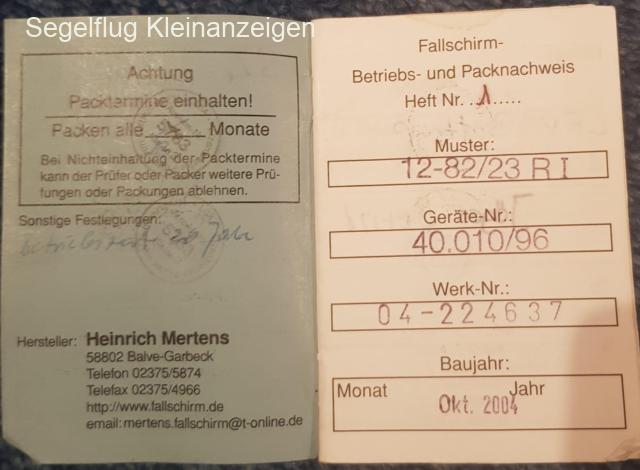 Segelflug Kleinanzeigen
Achtung
Packtermine einhalten!
Packen alle Monate
Bei Nichteinhaltung der Packtermine
kann der Prüfer oder Packer weitere Prü-
fungen oder Packungen ablehnen.
Sonstige Festlegungen:
20 Jahr
Hersteller: Heinrich Mertens
58802 Balve-Garbeck
Telefon 02375/5874
Telefax 02375/4966
http://www.fallschirm.de
email:mertens.fallschirm@t-online.de
Fallschirm-
Betriebs- und Packnachweis
Heft Nr. ..1.....
Muster:
12-82/23 R I
Geräte-Nr.:
40.010/96
Werk-Nr.:
04-224637
Baujahr:
Monat Jahr
Okt. 2004